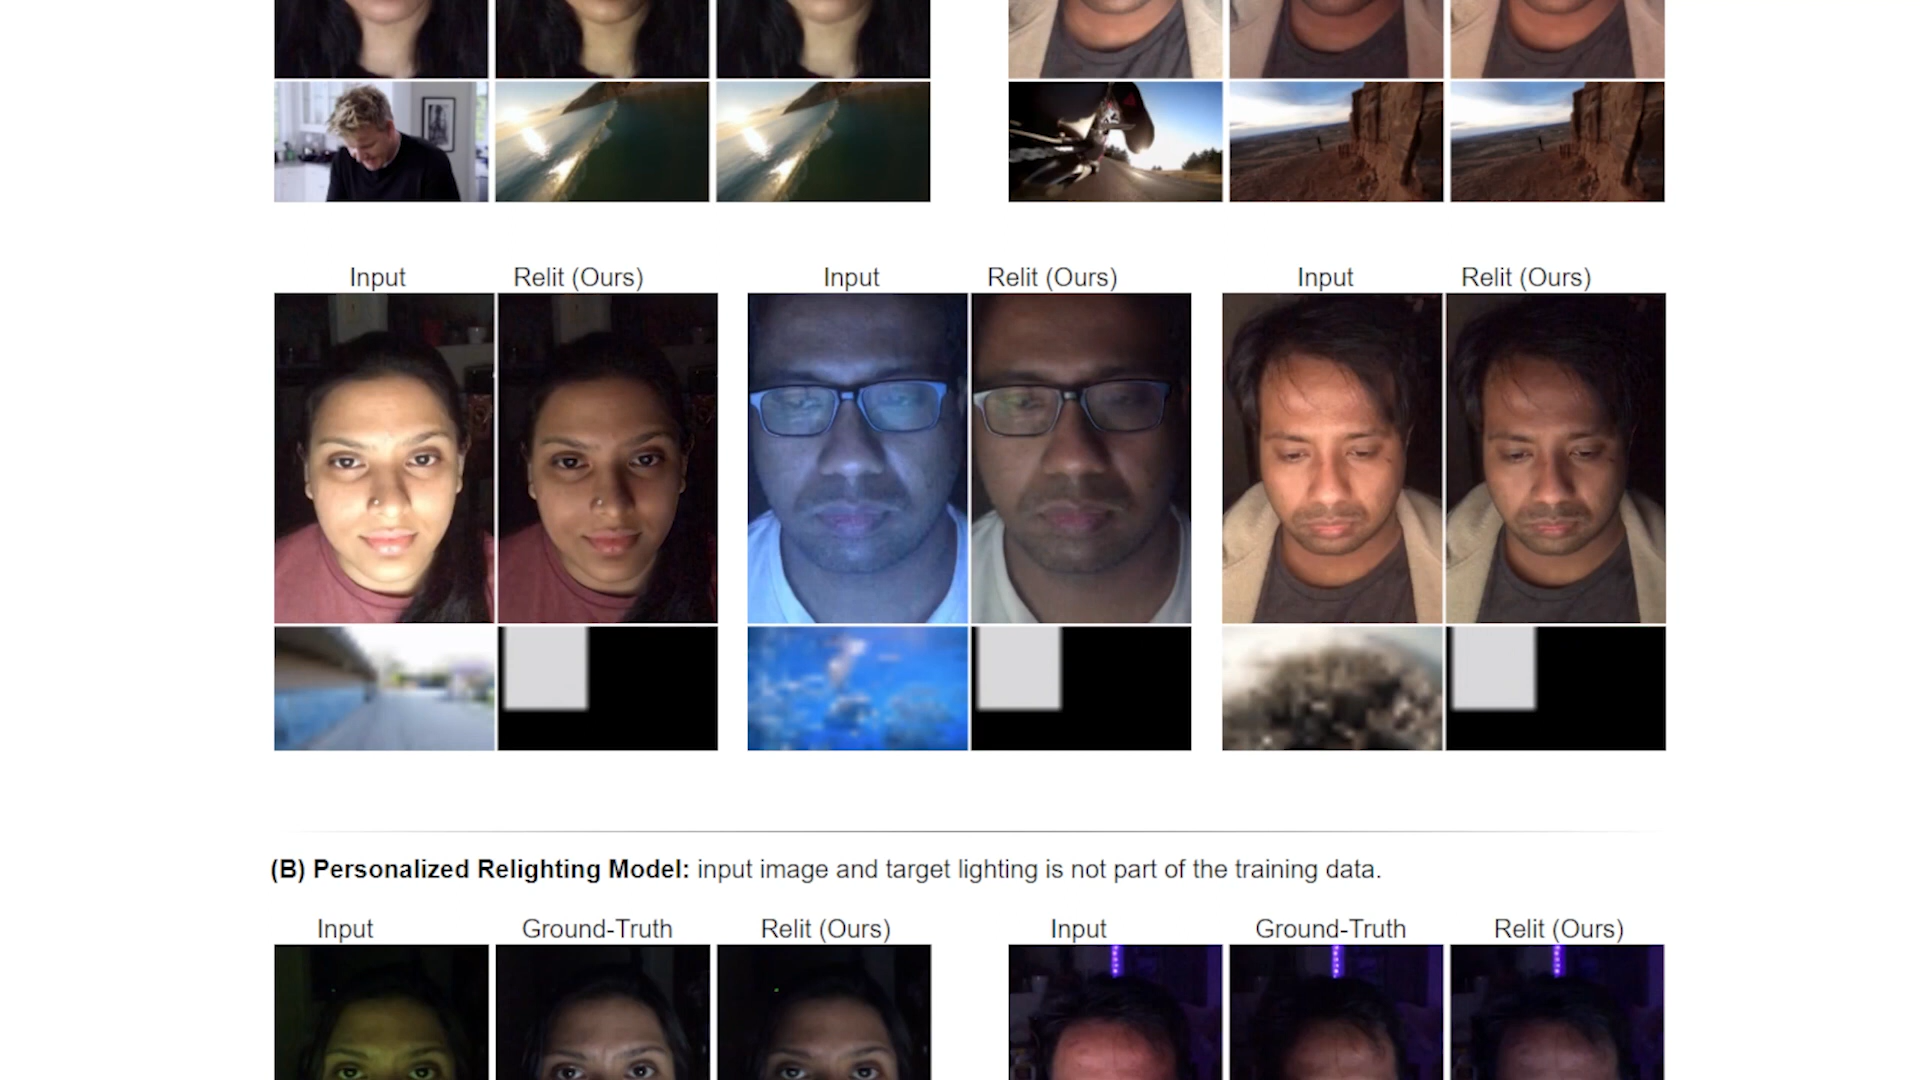 Input Relit (Ours) Input Relit (Ours) Input Relit (Ours)
(B) Personalized Relighting Model: input image and target lighting is not part of the training data.
Input Ground-Truth Relit (Ours) Input Ground-Truth Relit (Ours)